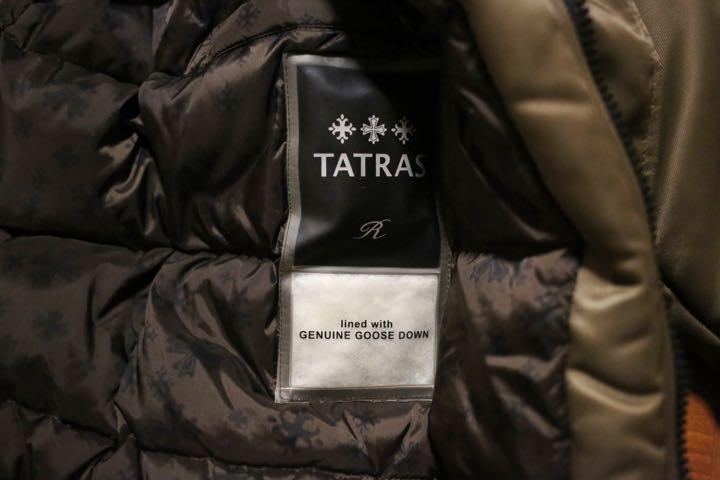 TATRAS
R
lined with
GENUINE GOOSE DOWN